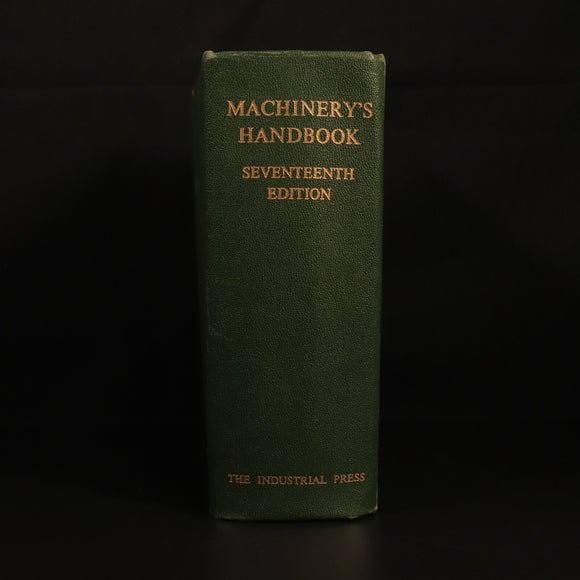 MACHINERY'S
HANDBOOK
SEVENTEENTH
EDITION
THE INDUSTRIAL PRESS